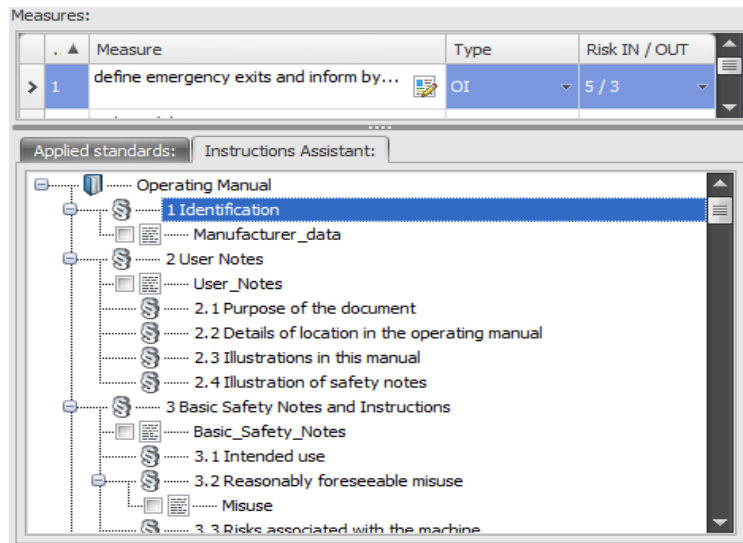 Measures:
.. ▲ Measure Type Risk IN / OUT
1 define emergency exits and inform by... OI 5 / 3
Applied standards: Instructions Assistant:
Operating Manual
1 Identification
Manufacturer_data
2 User Notes
User_Notes
2.1 Purpose of the document
2.2 Details of location in the operating manual
2.3 Illustrations in this manual
2.4 Illustration of safety notes
3 Basic Safety Notes and Instructions
Basic_Safety_Notes
3.1 Intended use
3.2 Reasonably foreseeable misuse
Misuse
3.3 Risks associated with the machine